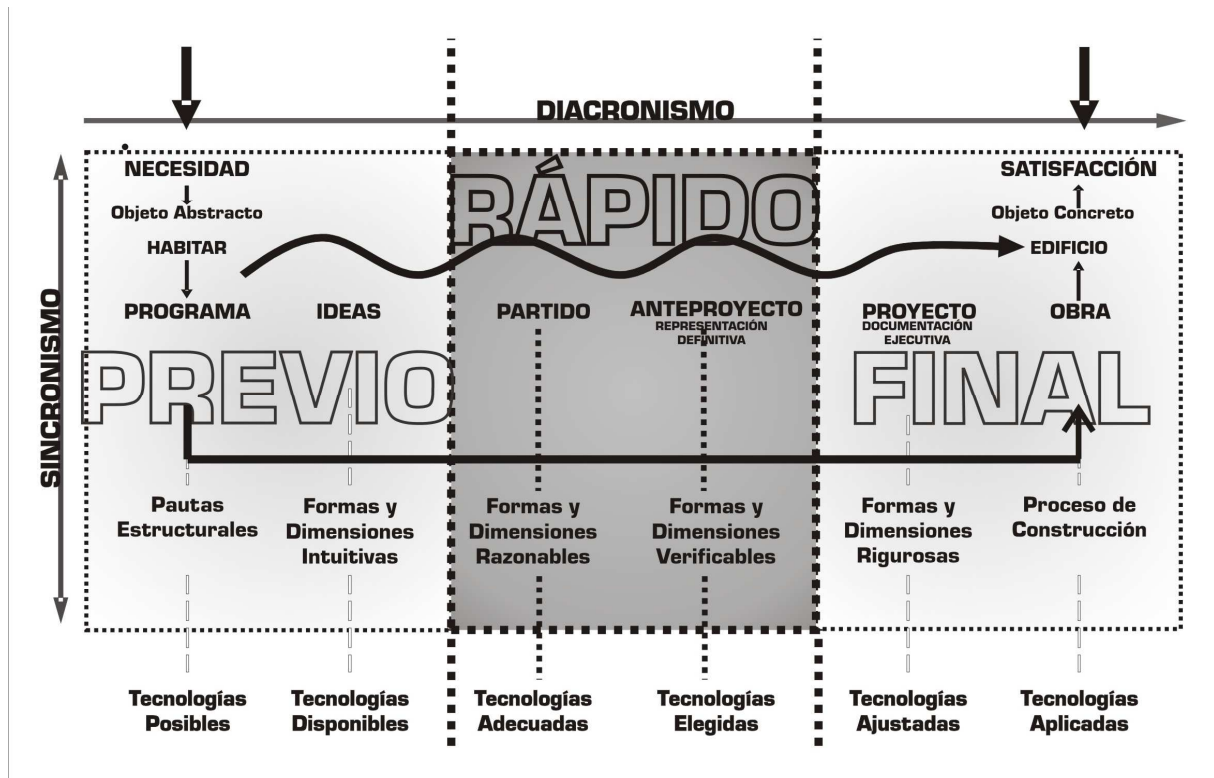 DIACRONISMO
SINCRONISMO
NECESIDAD
Objeto Abstracto
HABITAR
PROGRAMA
IDEAS
PREVIO
RÁPIDO
PARTIDO
ANTEPROYECTO
REPRESENTACIÓN
DEFINITIVA
SATISFACCIÓN
Objeto Concreto
EDIFICIO
PROYECTO
DOCUMENTACIÓN
EJECUTIVA
OBRA
FINAL
Pautas
Estructurales
Formas y
Dimensiones
Intuitivas
Formas y
Dimensiones
Razonables
Formas y
Dimensiones
Verificables
Formas y
Dimensiones
Rigurosas
Proceso de
Construcción
Tecnologías
Posibles
Tecnologías
Disponibles
Tecnologías
Adecuadas
Tecnologías
Elegidas
Tecnologías
Ajustadas
Tecnologías
Aplicadas